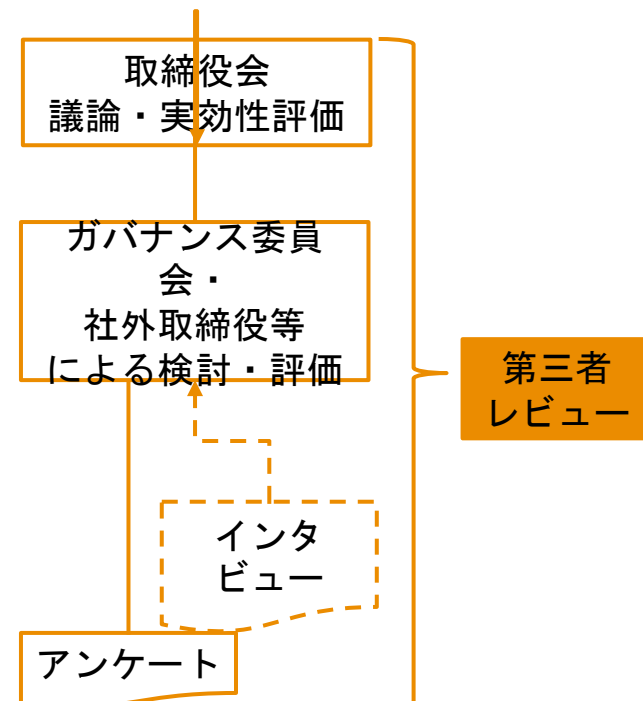 取締役会
議論・実効性評価
ガバナンス委員
会・
社外取締役等
による検討・評価
第三者
レビュー
インタ
ビュー
アンケート